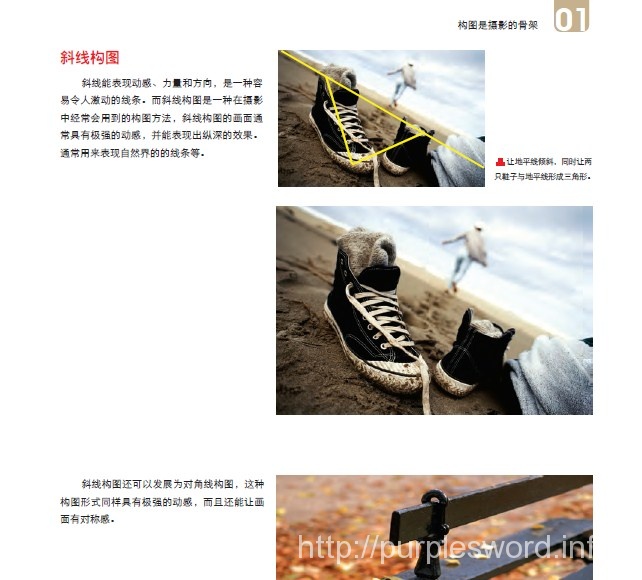 构图是摄影的骨架
01
斜线构图
斜线能表现动感、力量和方向，是一种容
易令人激动的线条。而斜线构图是一种在摄影
中经常会用到的构图方法，斜线构图的画面通
常具有极强的动感，并能表现出纵深的效果。
通常用来表现自然界的的线条等。
让地平线倾斜，同时让两
只鞋子与地平线形成三角形。
斜线构图还可以发展为对角线构图，这种
构图形式同样具有极强的动感，而且还能让画
面有对称感。
http://purplesword.inf